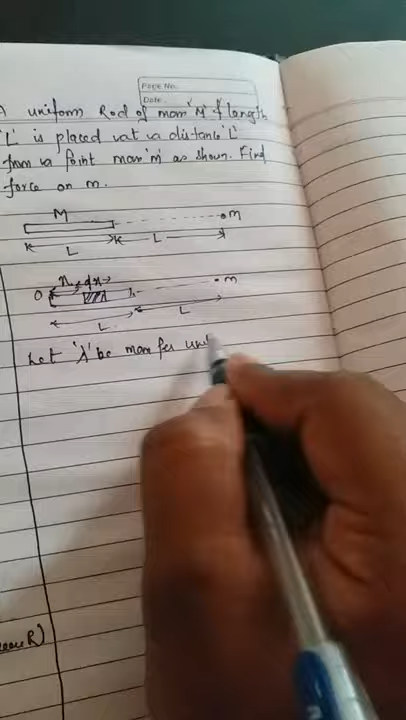 Page No.
Date
A uniform Rod of mass 'M' & length
'L' is placed at a distance 'L'
from a point mass 'm' as shown. Find
force on m.
M
m
L L
x dx
O m
L
L
Let 'λ' be mass per unit